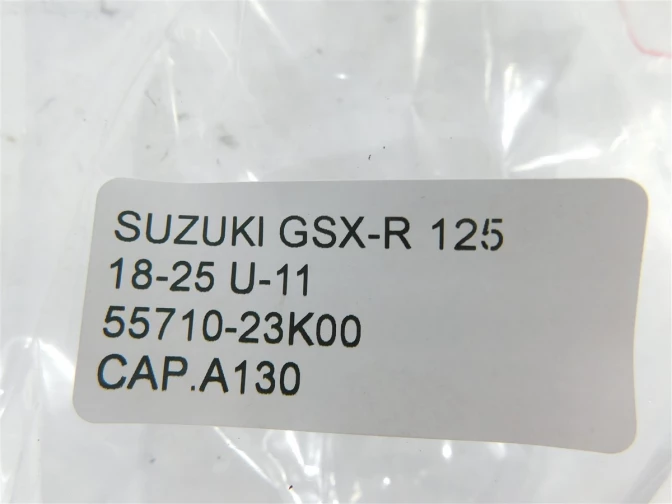 SUZUKI GSX-R 125
18-25 U-11
55710-23K00
CAP.A130